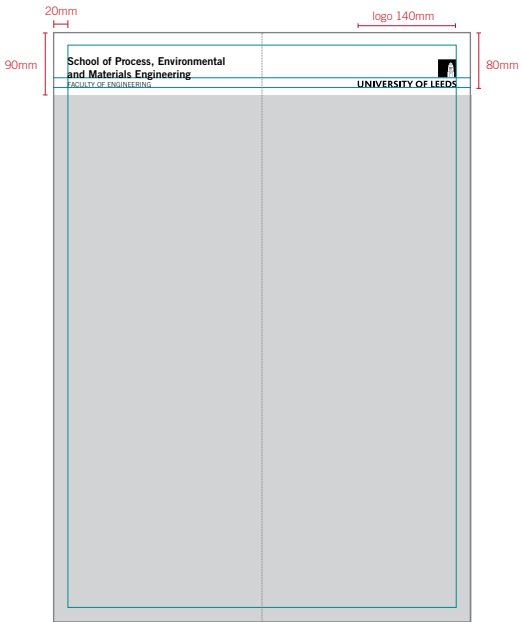 20mm
logo 140mm
90mm
80mm
School of Process, Environmental
and Materials Engineering
FACULTY OF ENGINEERING
UNIVERSITY OF LEEDS